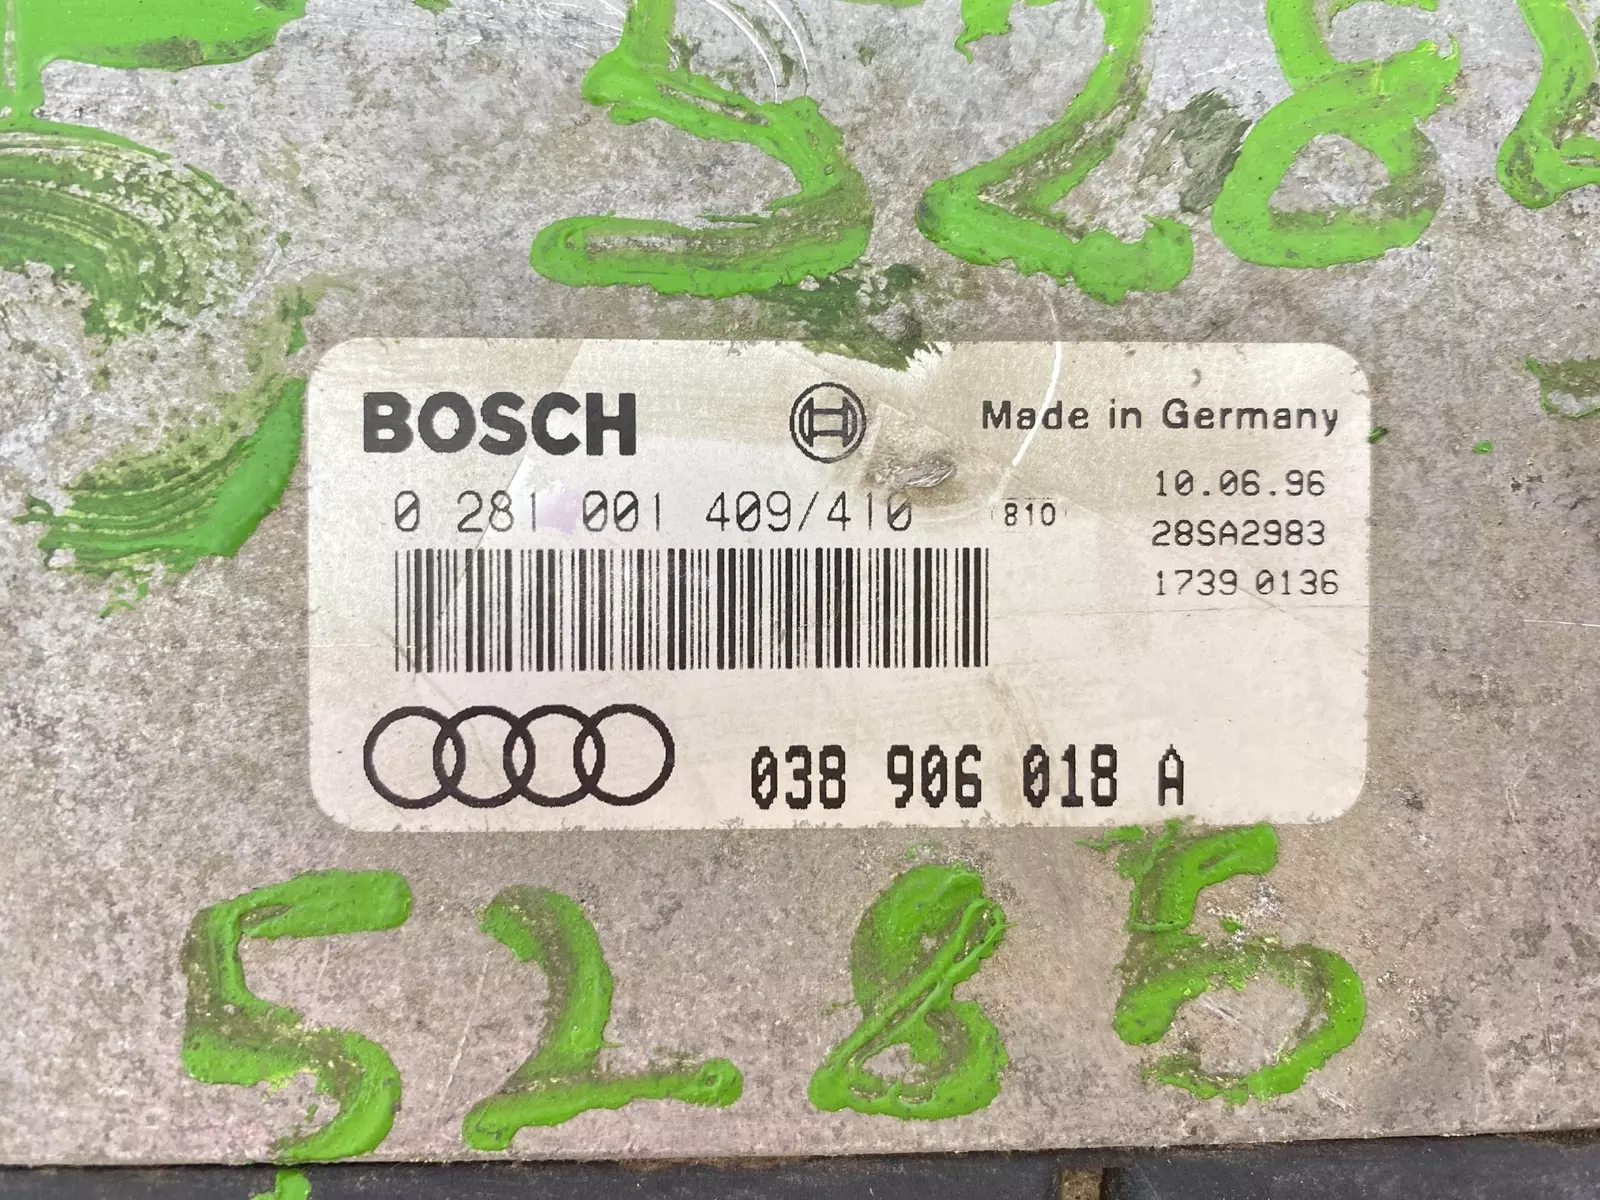 528
BOSCH
Made in Germany
0 281 001 409/410
810
10.06.96
28SA2983
1739 0136
038 906 018 A
5285